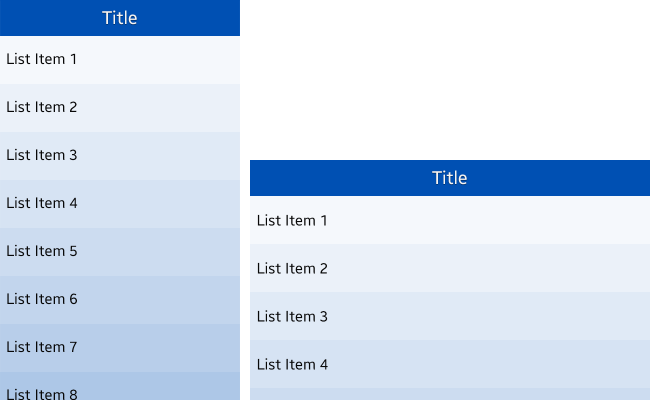 Title
List Item 1
List Item 2
List Item 3
List Item 4
List Item 5
List Item 6
List Item 7
List Item 8
Title
List Item 1
List Item 2
List Item 3
List Item 4